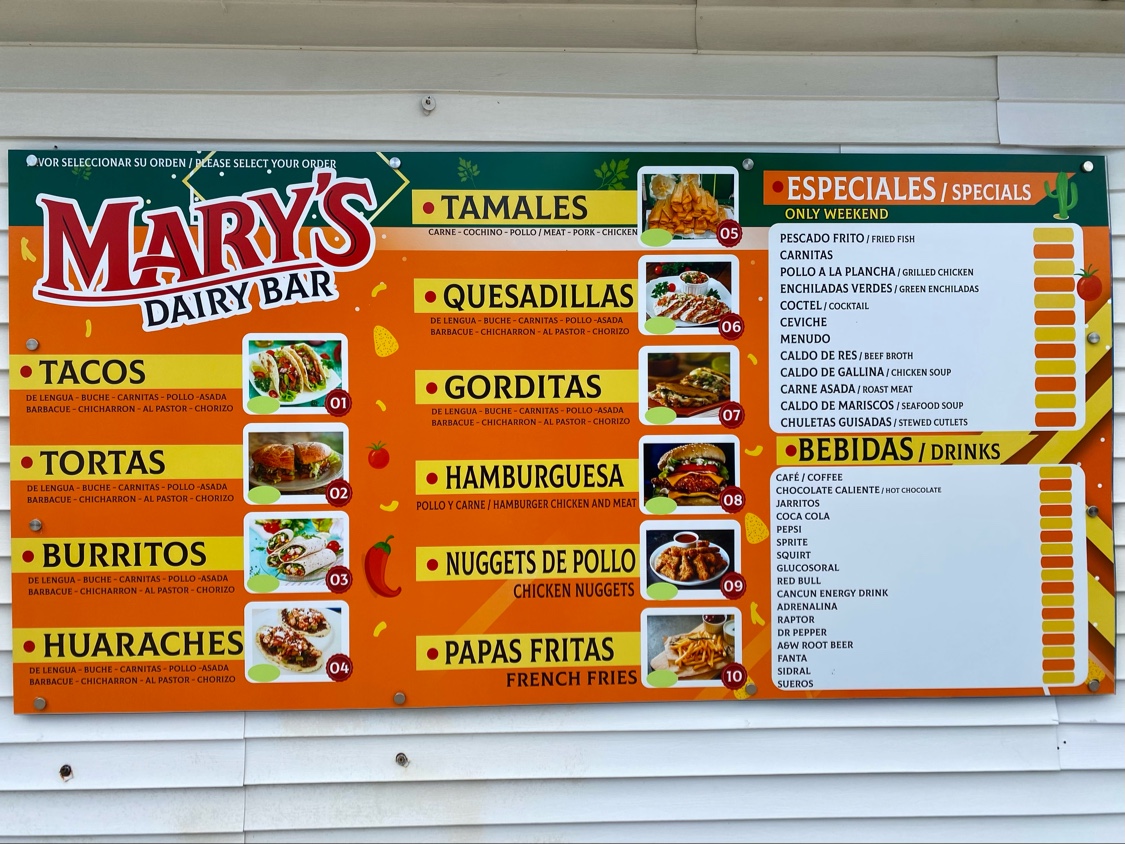 VOR SELECCIONAR SU ORDEN / PLEASE SELECT YOUR ORDER
MARY'S
DAIRY BAR
TACOS
DE LENGUA - BUCHE - CARNITAS - POLLO -ASADA
BARBACUE - CHICHARRON - AL PASTOR - CHORIZO
01
TORTAS
DE LENGUA - BUCHE - CARNITAS - POLLO -ASADA
BARBACUE - CHICHARRON - AL PASTOR - CHORIZO
02
BURRITOS
DE LENGUA - BUCHE - CARNITAS - POLLO -ASADA
BARBACUE - CHICHARRON - AL PASTOR - CHORIZO
03
HUARACHES
DE LENGUA - BUCHE - CARNITAS - POLLO -ASADA
BARBACUE - CHICHARRON - AL PASTOR - CHORIZO
04
TAMALES
CARNE - COCHINO - POLLO / MEAT - PORK - CHICKEN
05
QUESADILLAS
DE LENGUA - BUCHE - CARNITAS - POLLO -ASADA
BARBACUE - CHICHARRON - AL PASTOR - CHORIZO
06
GORDITAS
DE LENGUA - BUCHE - CARNITAS - POLLO -ASADA
BARBACUE - CHICHARRON - AL PASTOR - CHORIZO
07
HAMBURGUESA
POLLO Y CARNE / HAMBURGER CHICKEN AND MEAT
08
NUGGETS DE POLLO
CHICKEN NUGGETS
09
PAPAS FRITAS
FRENCH FRIES
10
ESPECIALES / SPECIALS
ONLY WEEKEND
PESCADO FRITO / FRIED FISH
CARNITAS
POLLO A LA PLANCHA / GRILLED CHICKEN
ENCHILADAS VERDES / GREEN ENCHILADAS
COCTEL / COCKTAIL
CEVICHE
MENUDO
CALDO DE RES / BEEF BROTH
CALDO DE GALLINA / CHICKEN SOUP
CARNE ASADA / ROAST MEAT
CALDO DE MARISCOS / SEAFOOD SOUP
CHULETAS GUISADAS / STEWED CUTLETS
BEBIDAS / DRINKS
CAFÉ / COFFEE
CHOCOLATE CALIENTE / HOT CHOCOLATE
JARRITOS
COCA COLA
PEPSI
SPRITE
SQUIRT
GLUCOSORAL
RED BULL
CANCUN ENERGY DRINK
ADRENALINA
RAPTOR
DR PEPPER
A&W ROOT BEER
FANTA
SIDRAL
SUEROS